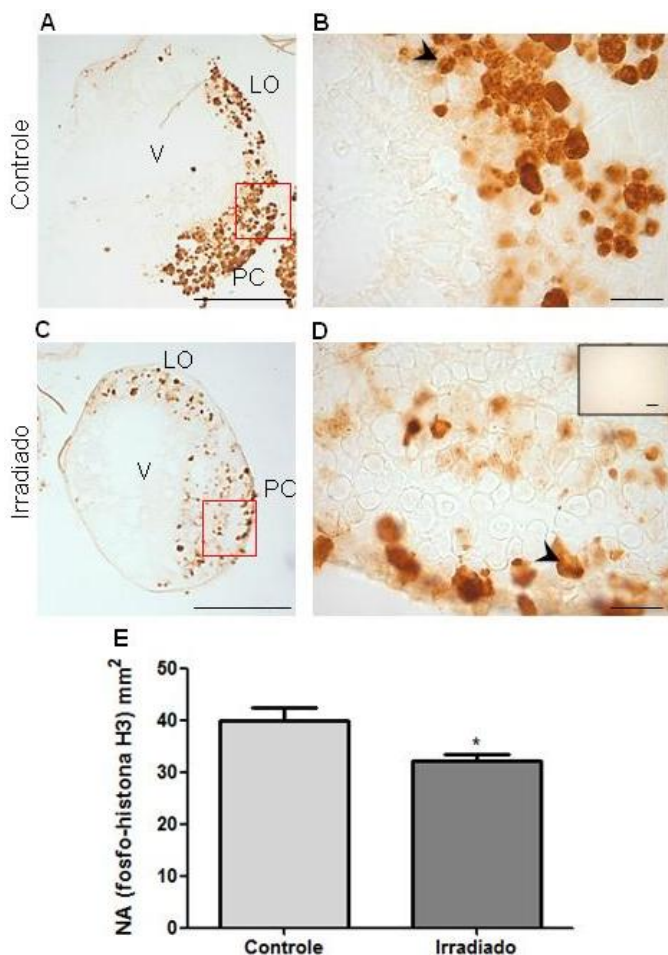 A
B
Controle
LO
V
PC
C
D
Irradiado
LO
V
PC
E
NA (fosfo-histona H3) mm²
50
40
30
20
10
0
*
Controle
Irradiado